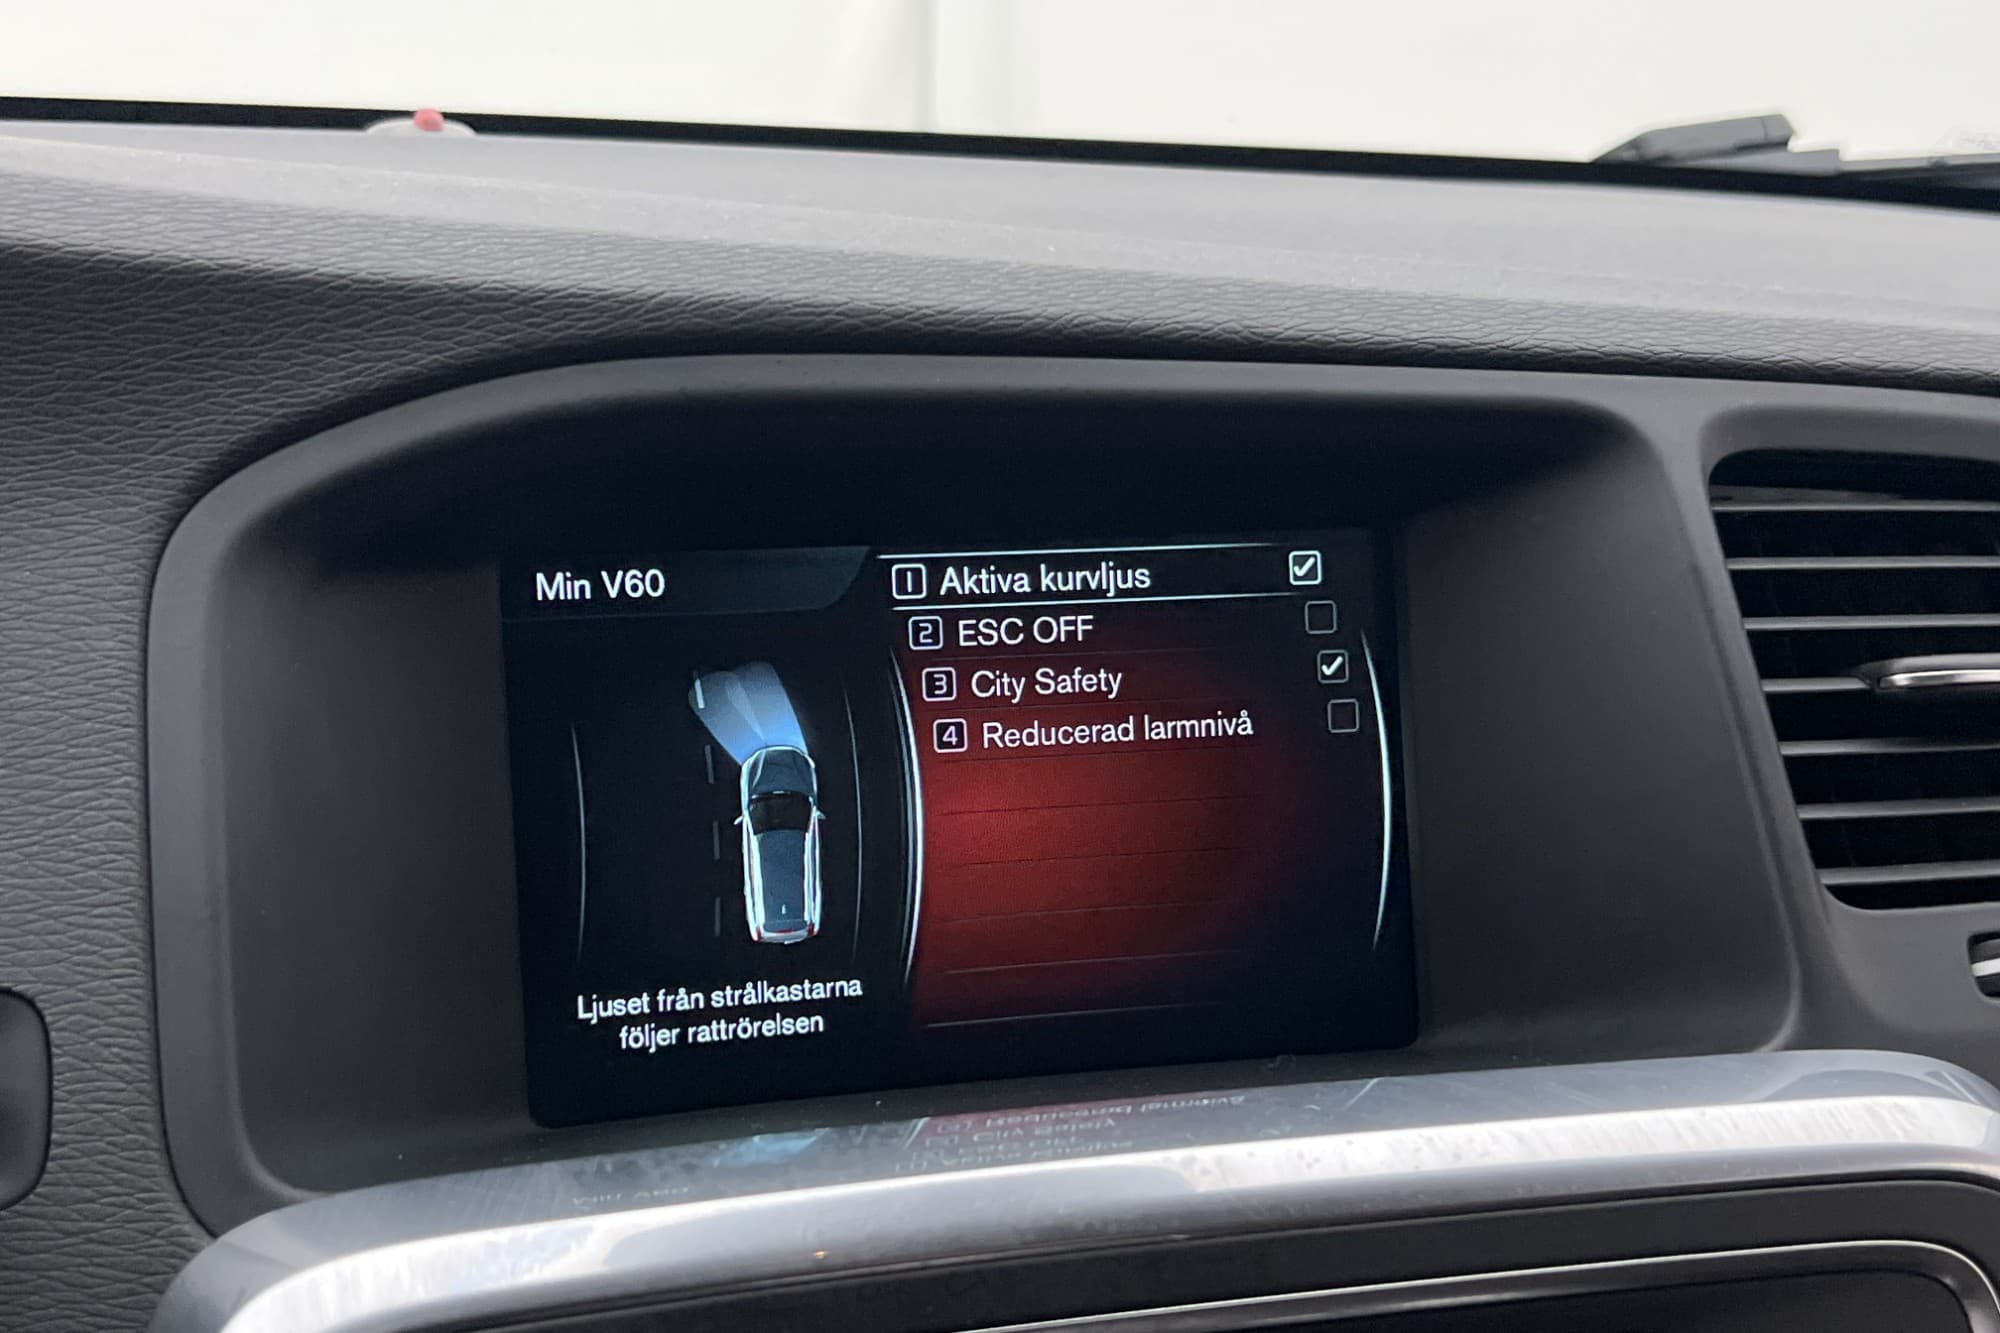 Min V60
1 Aktiva kurvljus
2 ESC OFF
3 City Safety
4 Reducerad larmnivå
Ljuset från strålkastarna
följer rattrörelsen